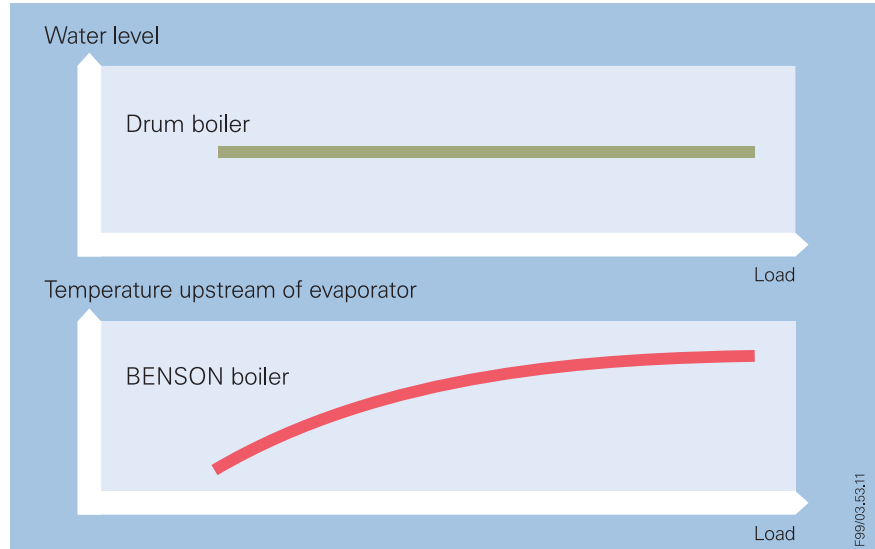 Water level
Drum boiler
Load
Temperature upstream of evaporator
BENSON boiler
Load
F99/03.53.11